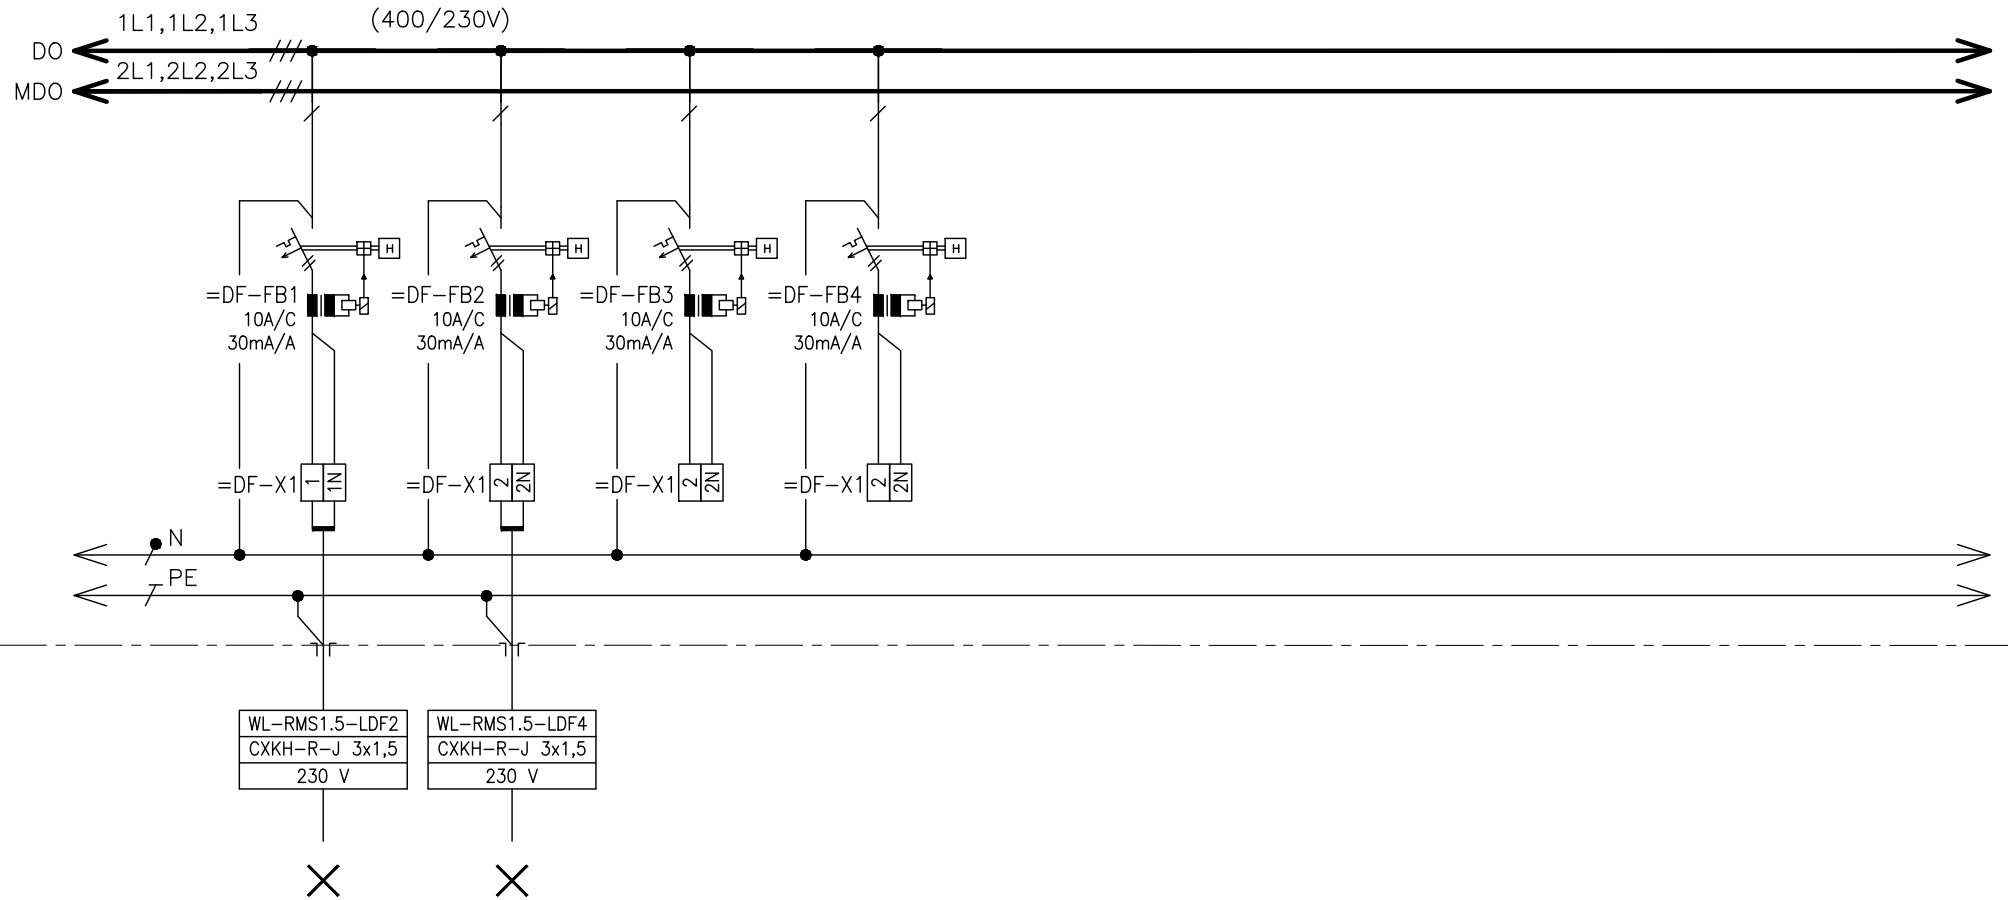 1L1,1L2,1L3 (400/230V)
DO
2L1,2L2,2L3
MDO
H H H H
=DF-FB1 =DF-FB2 =DF-FB3 =DF-FB4
10A/C 10A/C 10A/C 10A/C
30mA/A 30mA/A 30mA/A 30mA/A
=DF-X1 1 1N =DF-X1 2 2N =DF-X1 2 2N =DF-X1 2 2N
N
PE
WL-RMS1.5-LDF2 WL-RMS1.5-LDF4
CXKH-R-J 3x1,5 CXKH-R-J 3x1,5
230 V 230 V